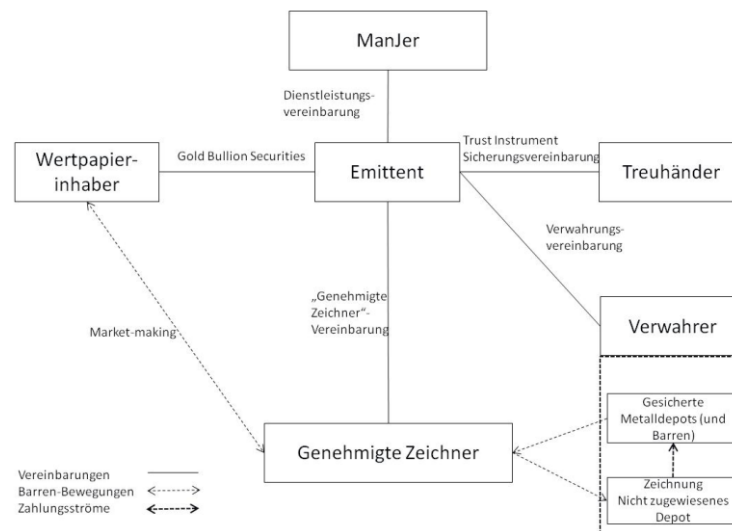 ManJer
Dienstleistungs-
vereinbarung
Wertpapier-
inhaber
Gold Bullion Securities
Emittent
Trust Instrument
Sicherungsvereinbarung
Treuhänder
Verwahrungs-
vereinbarung
„Genehmigte
Zeichner“-
Vereinbarung
Market-making
Verwahrer
Gesicherte
Metalldepots (und
Barren)
Genehmigte Zeichner
Zeichnung
Nicht zugewiesenes
Depot
Vereinbarungen
Barren-Bewegungen
Zahlungsströme